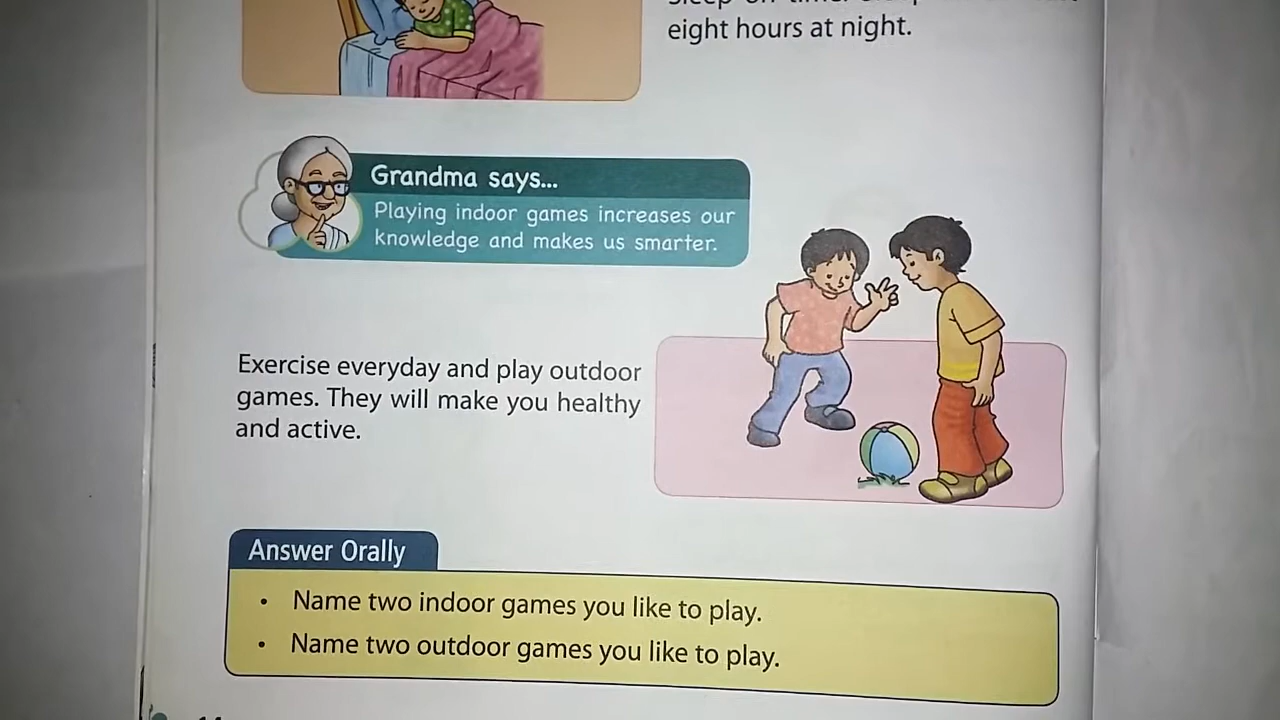 eight hours at night.
Grandma says...
Playing indoor games increases our
knowledge and makes us smarter.
Exercise everyday and play outdoor
games. They will make you healthy
and active.
Answer Orally
• Name two indoor games you like to play.
• Name two outdoor games you like to play.